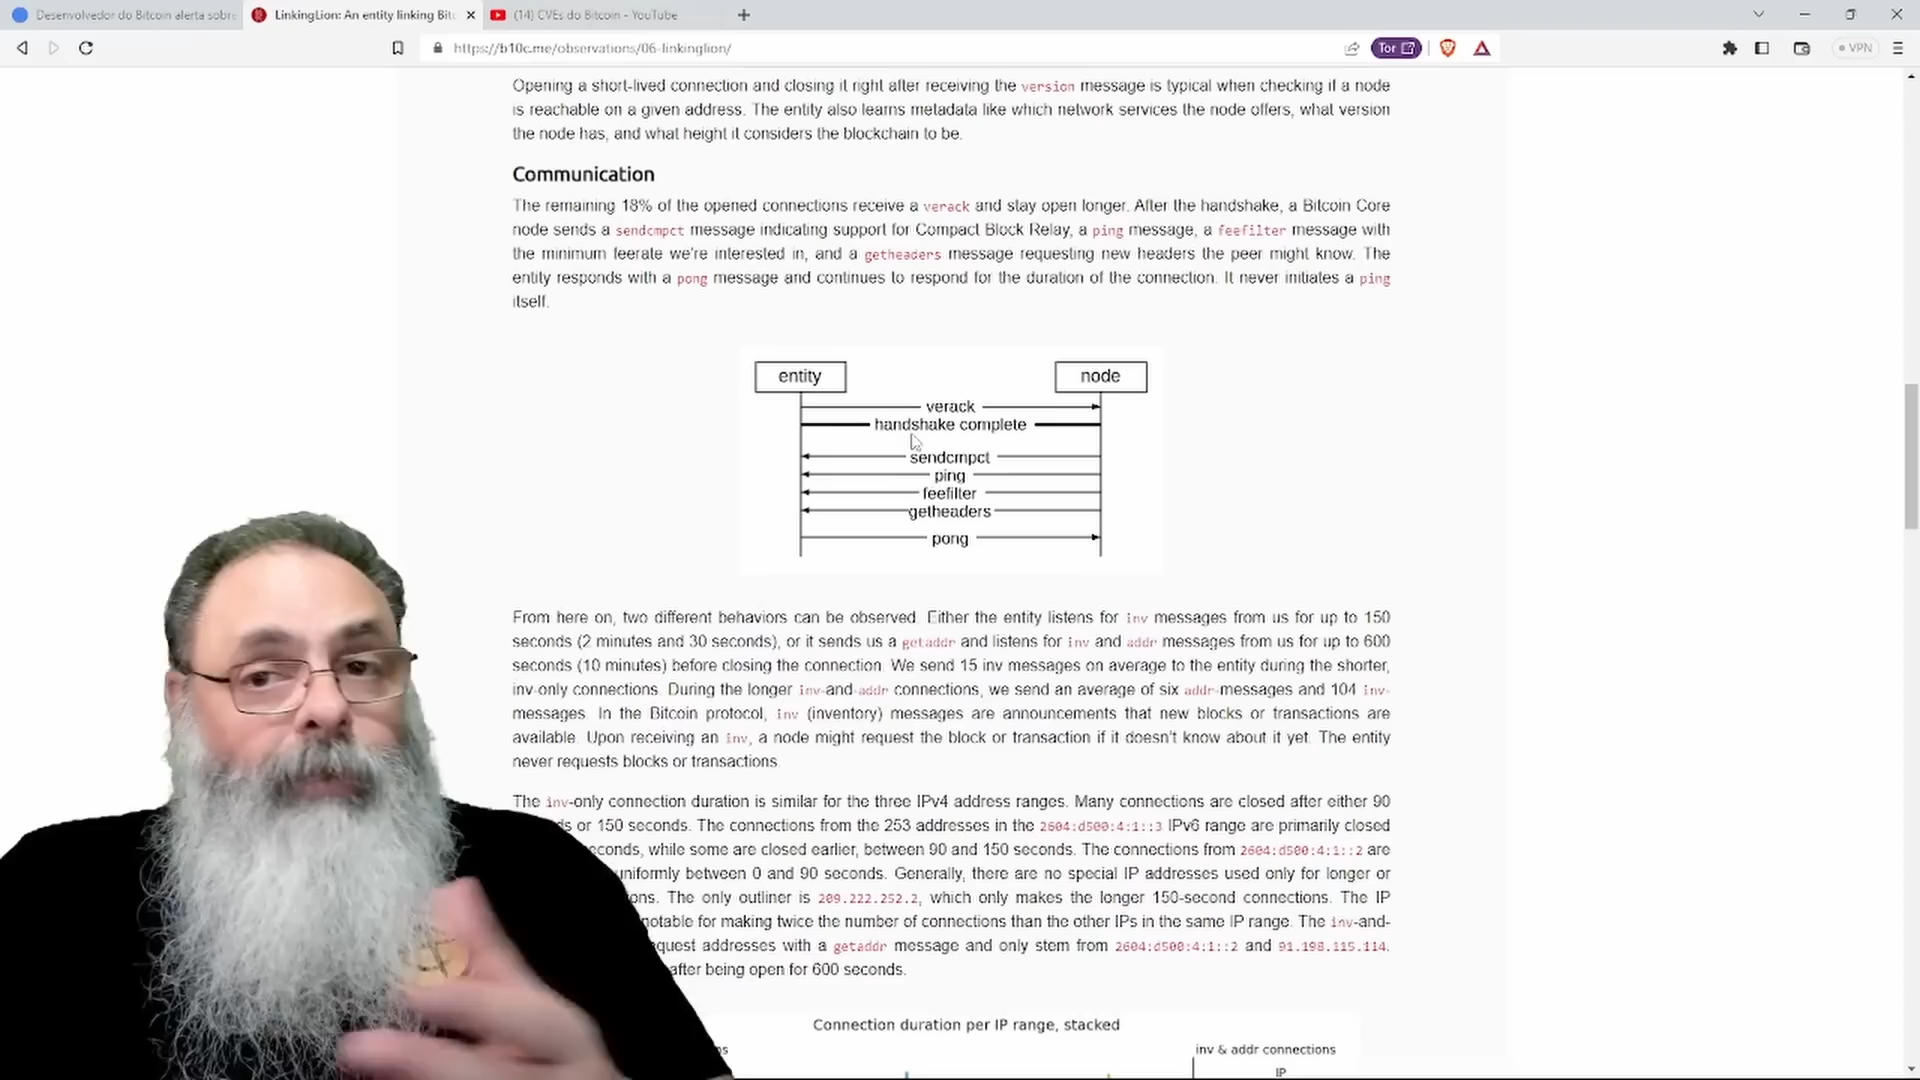 Desenvolvedor do Bitcoin alerta sobre
LinkingLion: An entity linking Bit
(14) CVEs do Bitcoin - YouTube
https://b10c.me/observations/06-linkinglion/
Tor
VPN
Opening a short-lived connection and closing it right after receiving the version message is typical when checking if a node
is reachable on a given address. The entity also learns metadata like which network services the node offers, what version
the node has, and what height it considers the blockchain to be.
Communication
The remaining 18% of the opened connections receive a verack and stay open longer. After the handshake, a Bitcoin Core
node sends a sendcmpct message indicating support for Compact Block Relay, a ping message, a feefilter message with
the minimum feerate we're interested in, and a getheaders message requesting new headers the peer might know. The
entity responds with a pong message and continues to respond for the duration of the connection. It never initiates a ping
itself.
entity node
verack
handshake complete
sendcmpct
ping
feefilter
getheaders
pong
From here on, two different behaviors can be observed. Either the entity listens for inv messages from us for up to 150
seconds (2 minutes and 30 seconds), or it sends us a getaddr and listens for inv and addr messages from us for up to 600
seconds (10 minutes) before closing the connection. We send 15 inv messages on average to the entity during the shorter,
inv-only connections. During the longer inv-and-addr connections, we send an average of six addr-messages and 104 inv-
messages. In the Bitcoin protocol, inv (inventory) messages are announcements that new blocks or transactions are
available. Upon receiving an inv, a node might request the block or transaction if it doesn't know about it yet. The entity
never requests blocks or transactions.
The inv-only connection duration is similar for the three IPv4 address ranges. Many connections are closed after either 90
ds or 150 seconds. The connections from the 253 addresses in the 2604:d500:4:1::3 IPv6 range are primarily closed
econds, while some are closed earlier, between 90 and 150 seconds. The connections from 2604:d500:4:1::2 are
uniformly between 0 and 90 seconds. Generally, there are no special IP addresses used only for longer or
ons. The only outliner is 209.222.252.2, which only makes the longer 150-second connections. The IP
notable for making twice the number of connections than the other IPs in the same IP range. The inv-and-
quest addresses with a getaddr message and only stem from 2604:d500:4:1::2 and 91.198.115.114.
after being open for 600 seconds.
Connection duration per IP range, stacked
ns
inv & addr connections
IP